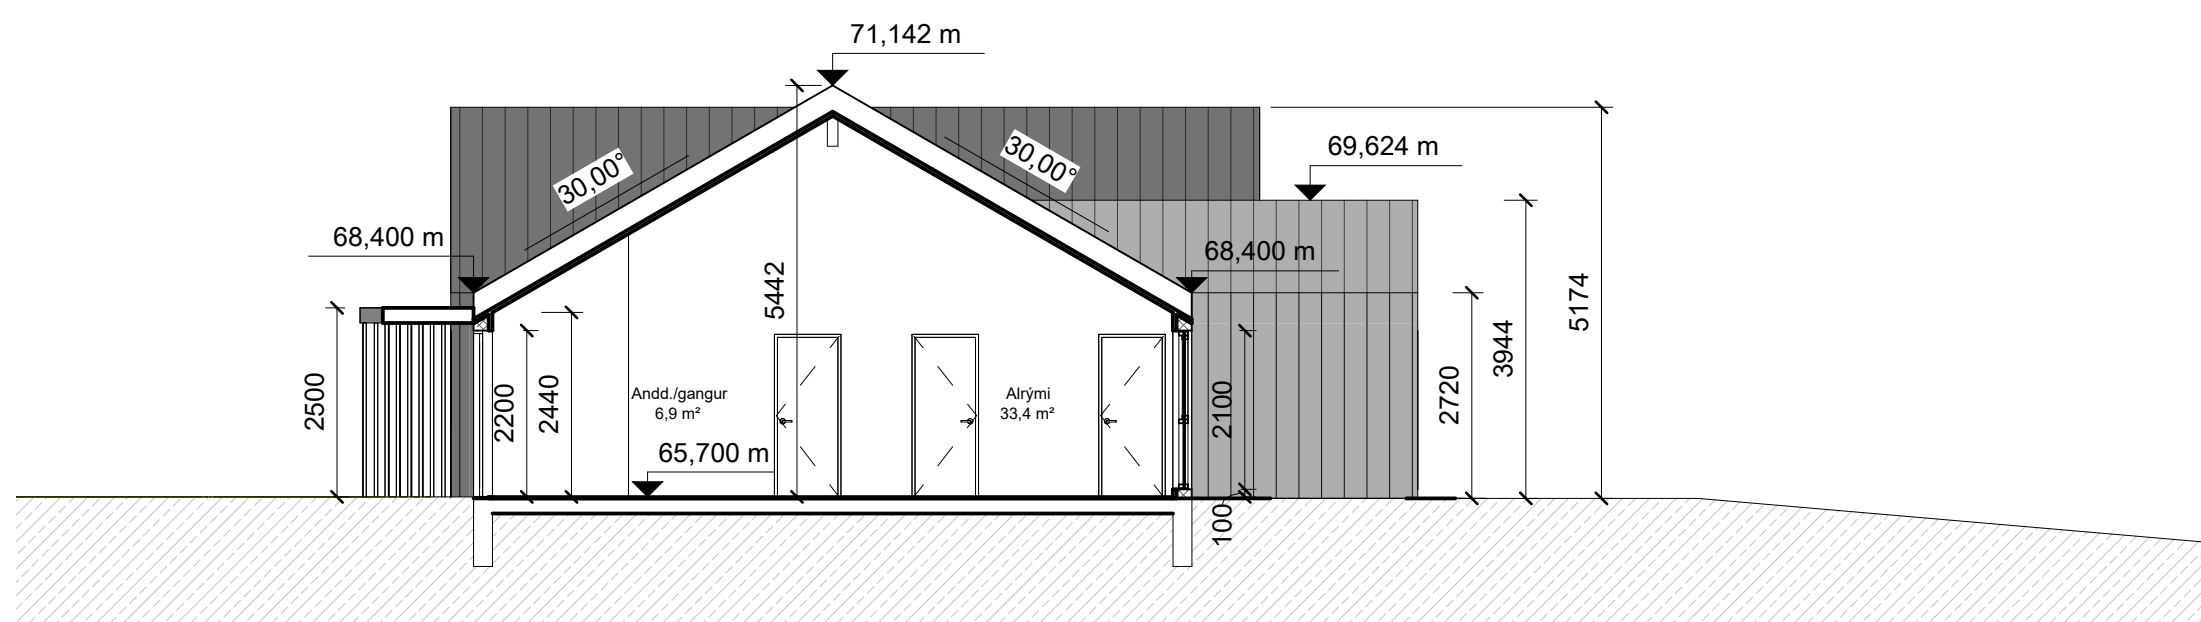 71,142 m
69,624 m
30,00°
30,00°
68,400 m
68,400 m
5442
5174
3944
2720
2500
2200
2440
2100
100
Andd./gangur
6,9 m²
Alrými
33,4 m²
65,700 m